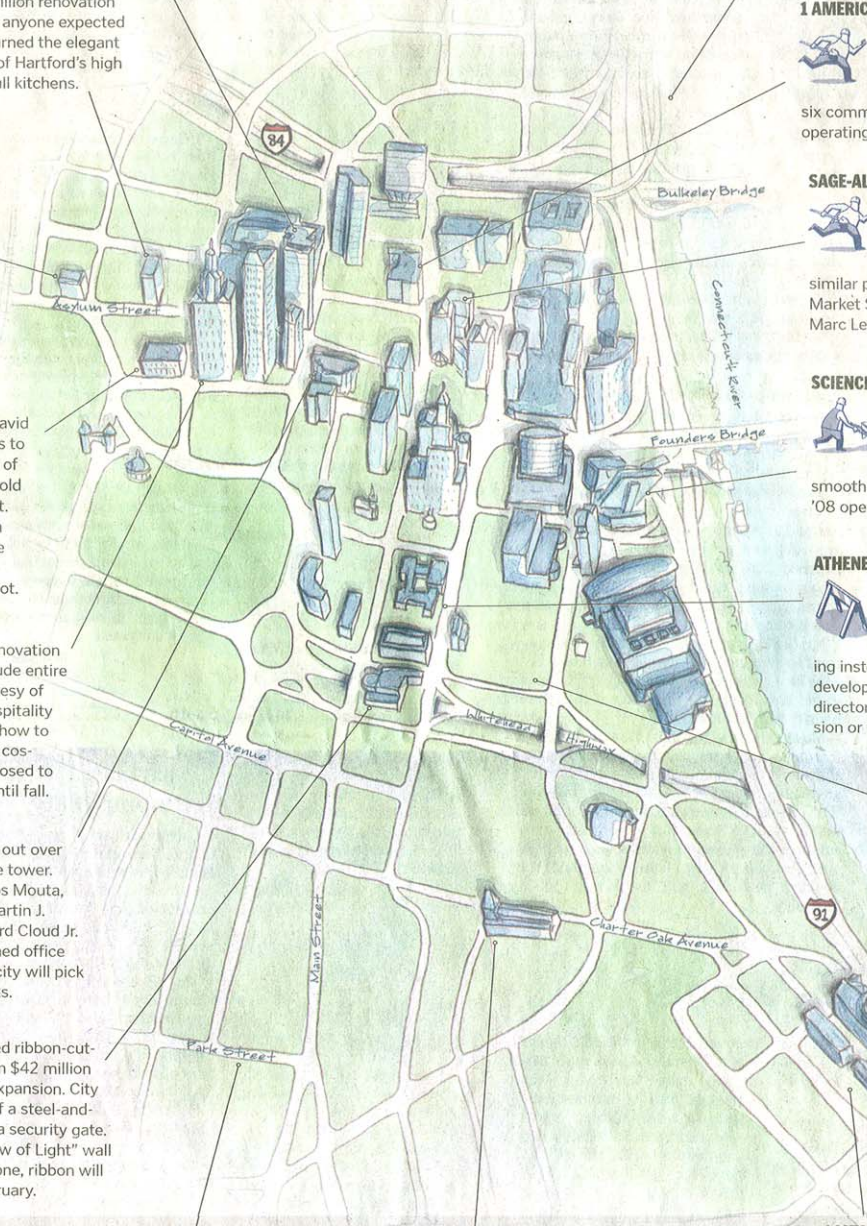 million renovation
anyone expected
turned the elegant
of Hartford's high
ull kitchens.
avid
s to
of
old
t.
n
e
ot.
novation
ude entire
esy of
spitality
how to
cos-
osed to
ntil fall.
out over
e tower.
os Mouta,
artin J.
rd Cloud Jr.
ned office
city will pick
s.
ed ribbon-cut-
n $42 million
xpansion. City
f a steel-and-
a security gate.
w of Light" wall
one, ribbon will
ruary.
84
Bulkeley Bridge
Asylum Street
Connecticut River
Founders Bridge
Capitol Avenue
Whitehead Highway
Main Street
Charter Oak Avenue
91
Park Street
1 AMERIC
six comm
operating
SAGE-AL
similar p
Market S
Marc Le
SCIENCE
smooth
'08 ope
ATHENE
ing inst
develop
director
sion or